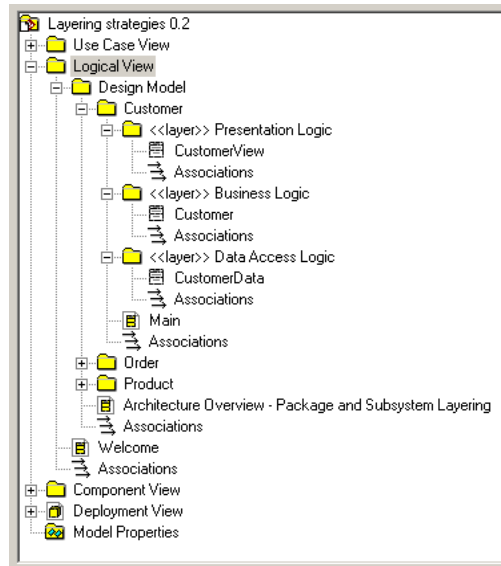 Layering strategies 0.2
Use Case View
Logical View
Design Model
Customer
<<layer>> Presentation Logic
CustomerView
Associations
<<layer>> Business Logic
Customer
Associations
<<layer>> Data Access Logic
CustomerData
Associations
Main
Associations
Order
Product
Architecture Overview - Package and Subsystem Layering
Associations
Welcome
Associations
Component View
Deployment View
Model Properties